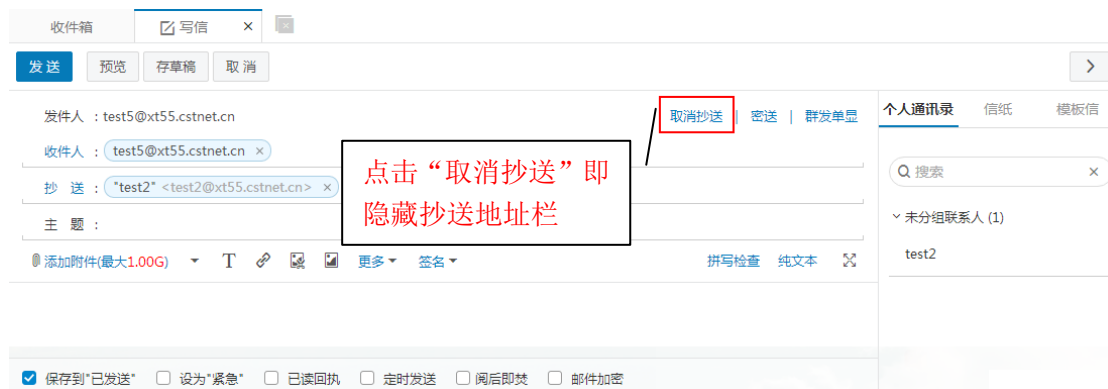 收件箱 写信 ×
发 送 预览 存草稿 取 消
发件人 ：test5@xt55.cstnet.cn 取消抄送 | 密送 | 群发单显
收件人 ： test5@xt55.cstnet.cn ×
抄 送 ： "test2" <test2@xt55.cstnet.cn> ×
主 题 ：
点击“取消抄送”即
隐藏抄送地址栏
添加附件(最大1.00G) T 更多 签名 拼写检查 纯文本
个人通讯录 信纸 模板信
搜索 ×
未分组联系人 (1)
test2
保存到"已发送" 设为"紧急" 已读回执 定时发送 阅后即焚 邮件加密